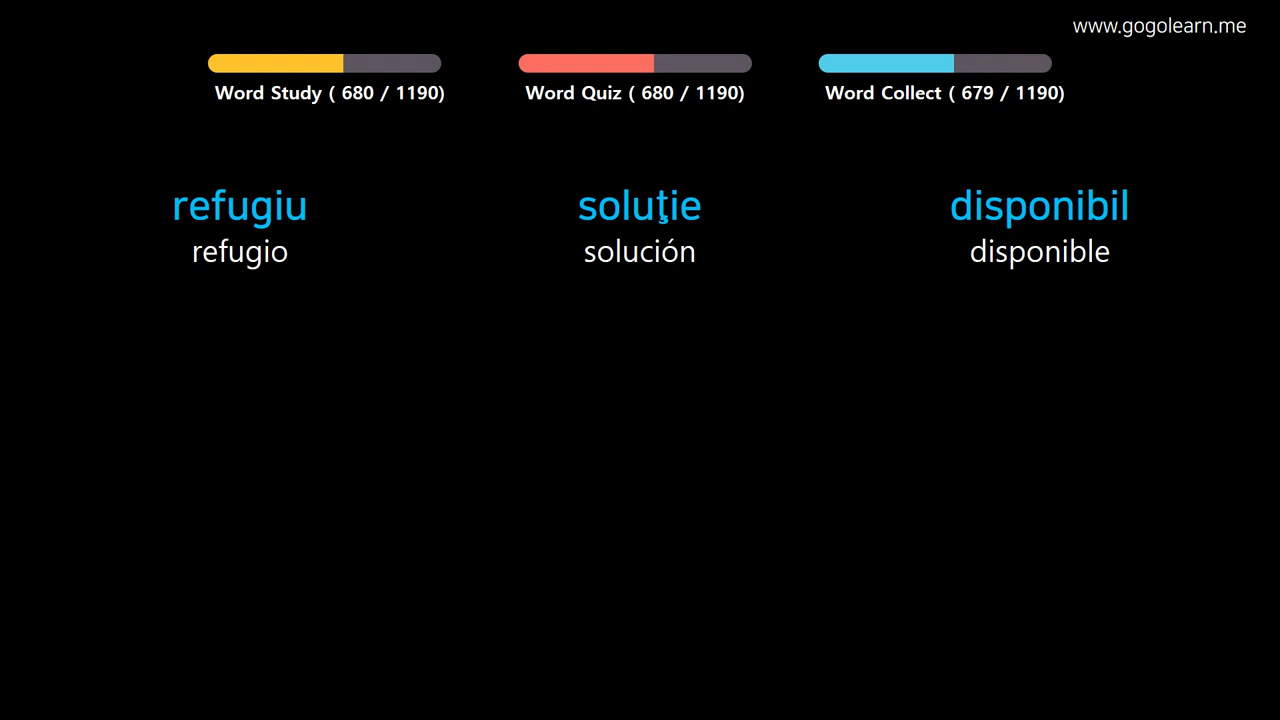 www.gogolearn.me
Word Study ( 680 / 1190)
Word Quiz ( 680 / 1190)
Word Collect ( 679 / 1190)
refugiu
refugio
soluţie
solución
disponibil
disponible